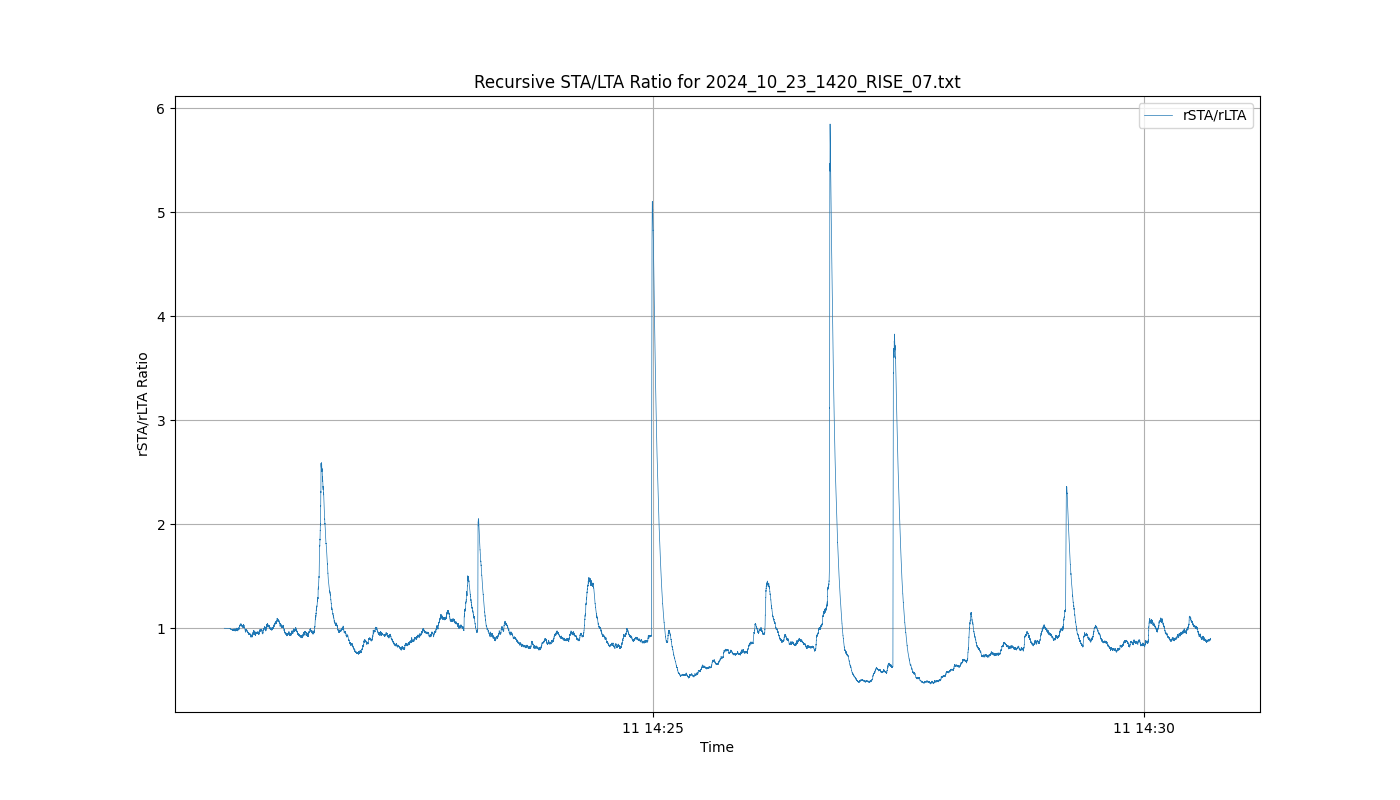 Recursive STA/LTA Ratio for 2024_10_23_1420_RISE_07.txt
rSTA/rLTA
6
5
4
3
2
1
rSTA/rLTA Ratio
11 14:25
11 14:30
Time